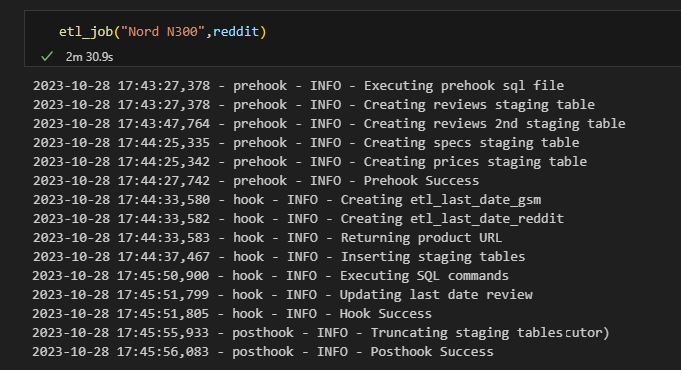 etl_job("Nord N300",reddit)
2m 30.9s
2023-10-28 17:43:27,378 - prehook - INFO - Executing prehook sql file
2023-10-28 17:43:27,378 - prehook - INFO - Creating reviews staging table
2023-10-28 17:43:47,764 - prehook - INFO - Creating reviews 2nd staging table
2023-10-28 17:44:25,335 - prehook - INFO - Creating specs staging table
2023-10-28 17:44:25,342 - prehook - INFO - Creating prices staging table
2023-10-28 17:44:27,742 - prehook - INFO - Prehook Success
2023-10-28 17:44:33,580 - hook - INFO - Creating etl_last_date_gsm
2023-10-28 17:44:33,582 - hook - INFO - Creating etl_last_date_reddit
2023-10-28 17:44:33,583 - hook - INFO - Returning product URL
2023-10-28 17:44:37,467 - hook - INFO - Inserting staging tables
2023-10-28 17:45:50,900 - hook - INFO - Executing SQL commands
2023-10-28 17:45:51,799 - hook - INFO - Updating last date review
2023-10-28 17:45:51,805 - hook - INFO - Hook Success
2023-10-28 17:45:55,933 - posthook - INFO - Truncating staging tablescutor)
2023-10-28 17:45:56,083 - posthook - INFO - Posthook Success